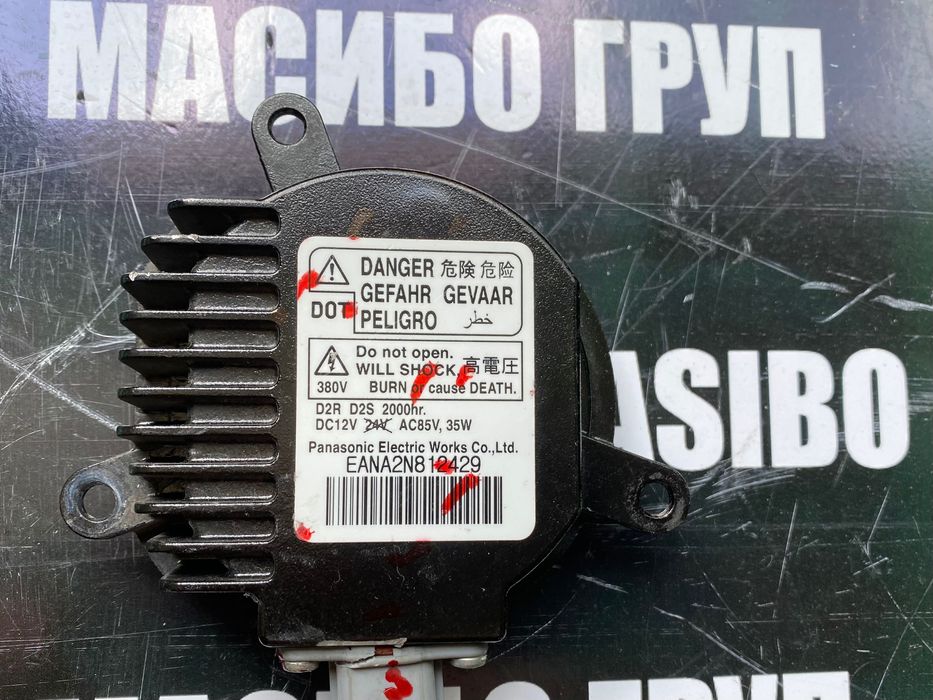 МАСИБО ГРУП
DANGER 危険 危险
DOT GEFAHR GEVAAR
PELIGRO خطر
Do not open. 高電圧
WILL SHOCK,
380V BURN or cause DEATH.
D2R D2S 2000hr.
DC12V 24V AC85V, 35W
Panasonic Electric Works Co.,Ltd.
EANA2N812429
ASIBO